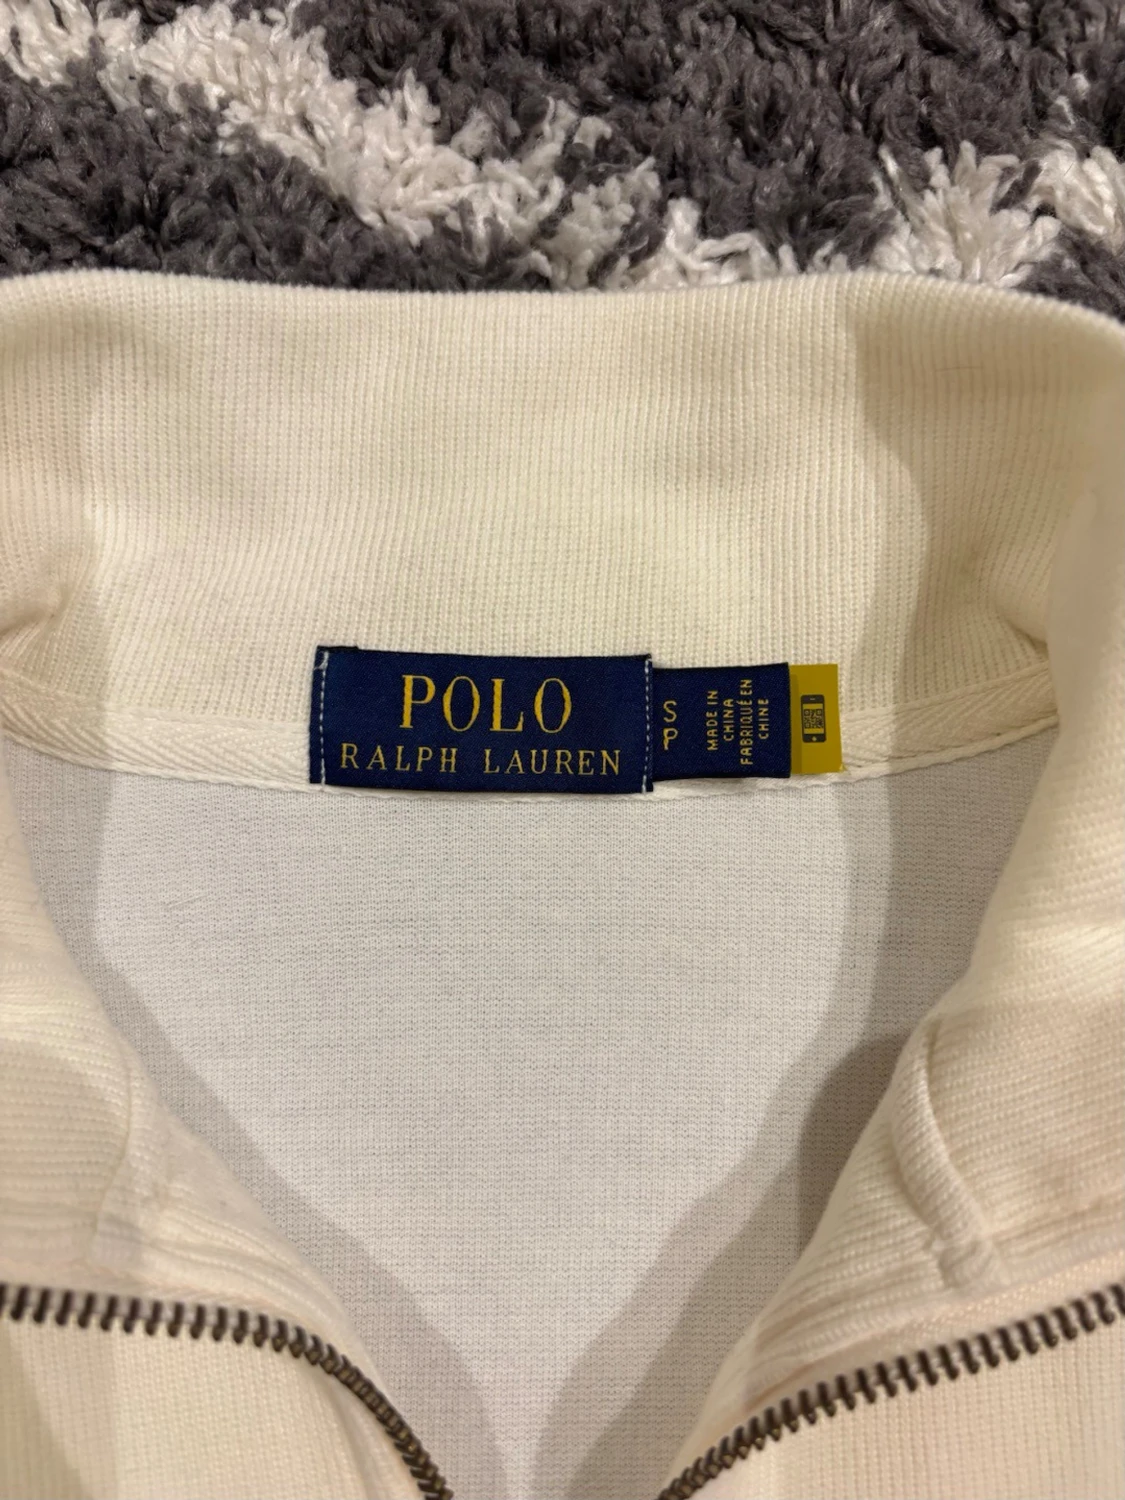 POLO
RALPH LAUREN
S
P
MADE IN
CHINA
FABRIQUÉ EN
CHINE